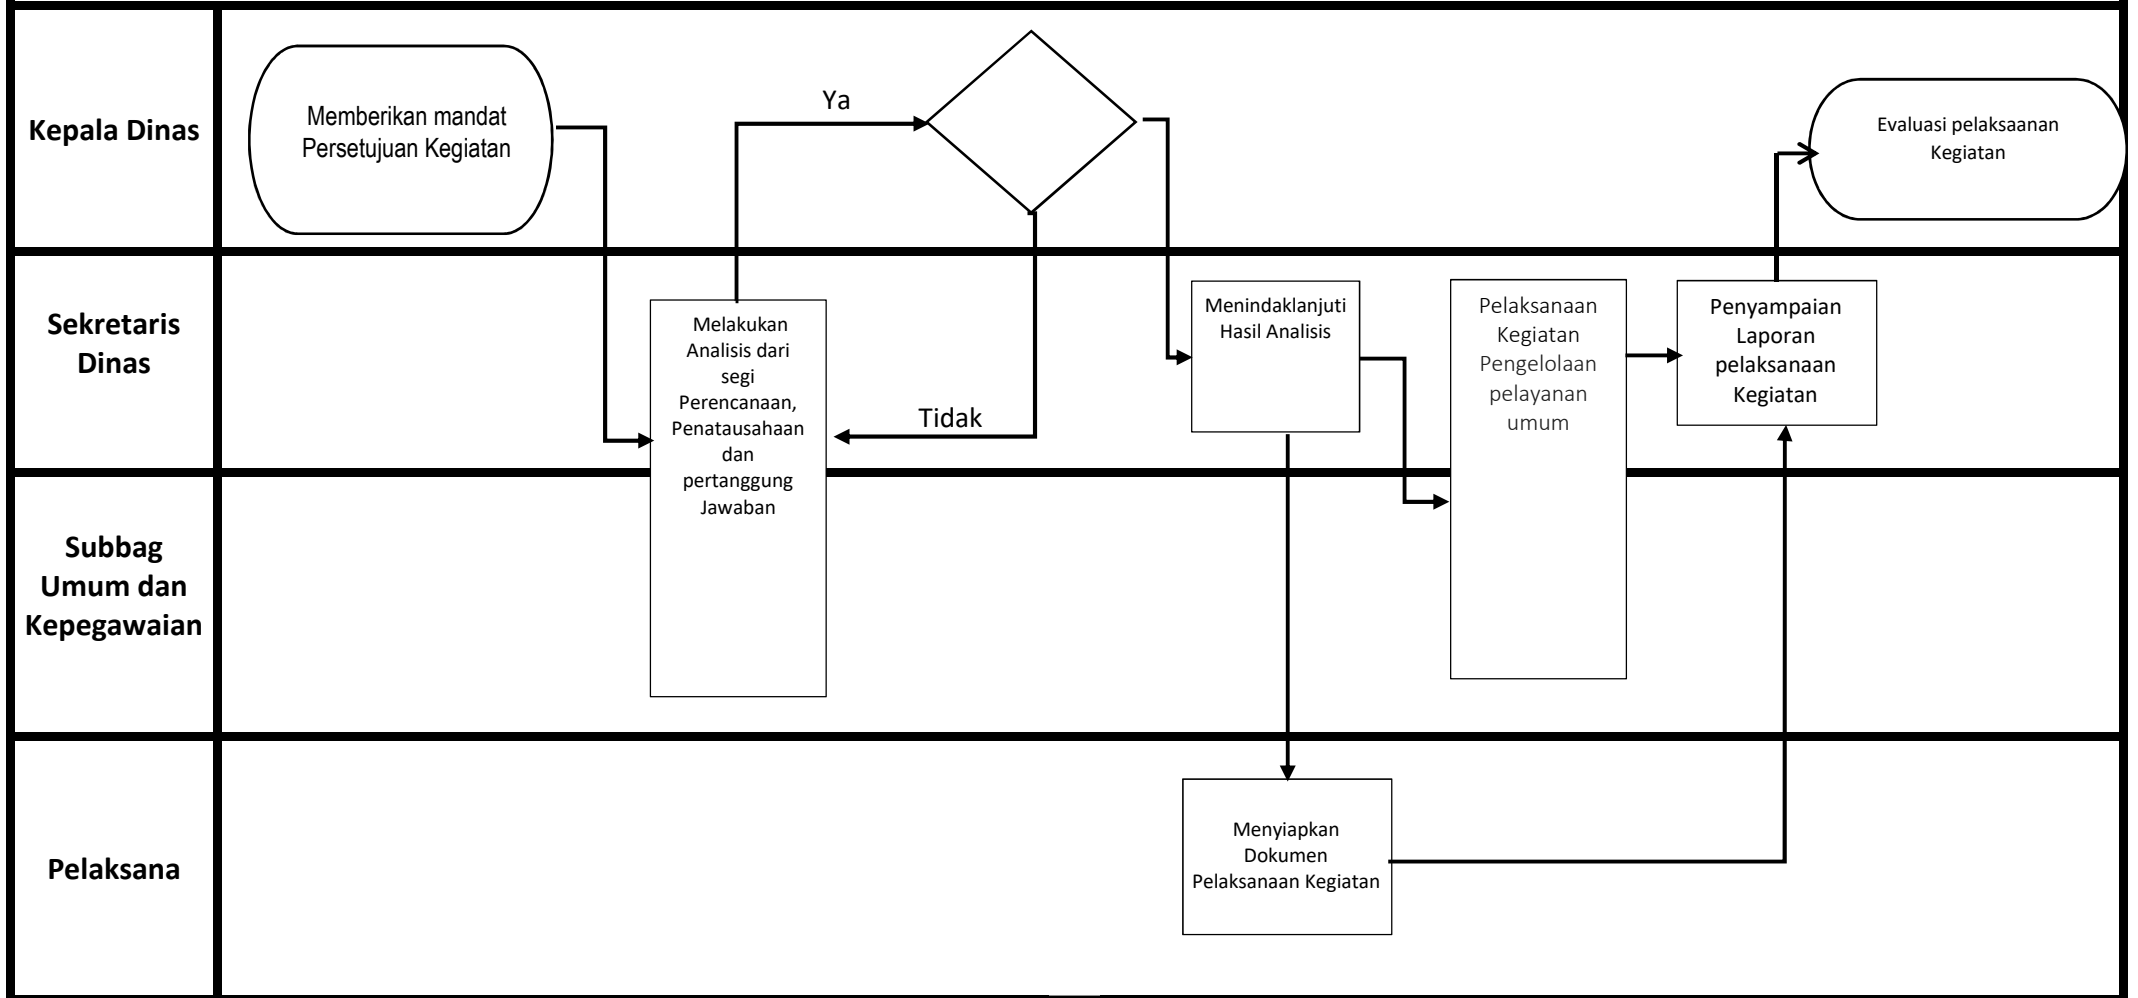 Kepala Dinas
Memberikan mandat
Persetujuan Kegiatan
Ya
Evaluasi pelaksaanan
Kegiatan
Sekretaris
Dinas
Melakukan
Analisis dari
segi
Perencanaan,
Penatausahaan
dan
pertanggung
Jawaban
Tidak
Menindaklanjuti
Hasil Analisis
Pelaksanaan
Kegiatan
Pengelolaan
pelayanan
umum
Penyampaian
Laporan
pelaksanaan
Kegiatan
Subbag
Umum dan
Kepegawaian
Pelaksana
Menyiapkan
Dokumen
Pelaksanaan Kegiatan